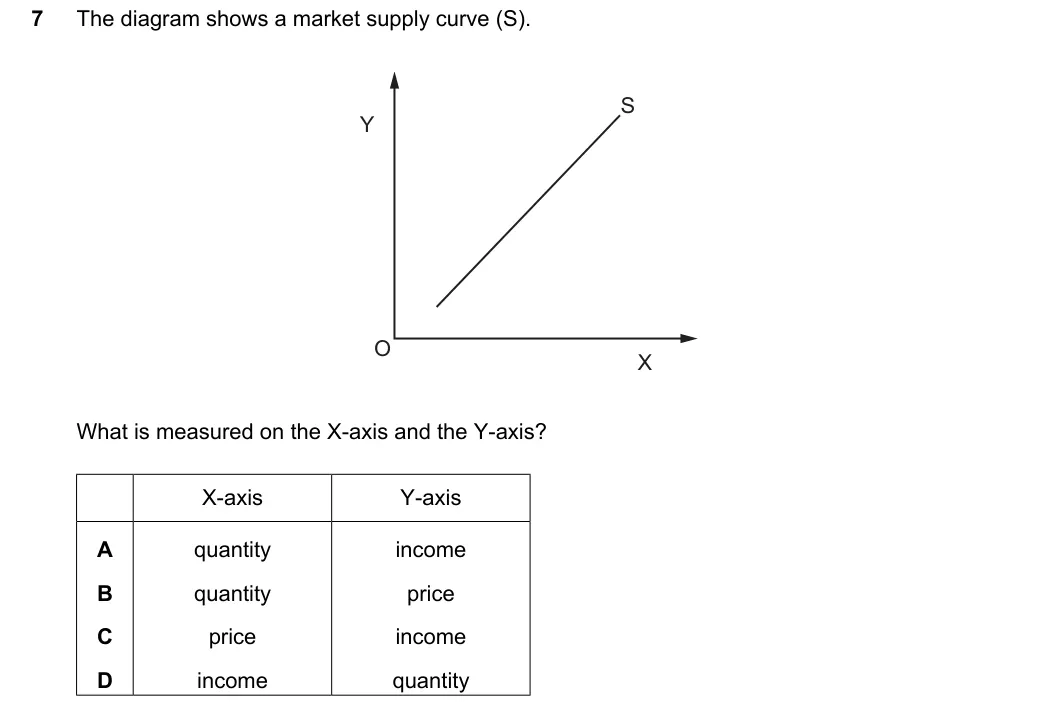 7 The diagram shows a market supply curve (S).
S
Y
O
X
What is measured on the X-axis and the Y-axis?
X-axis Y-axis
A quantity income
B quantity price
C price income
D income quantity